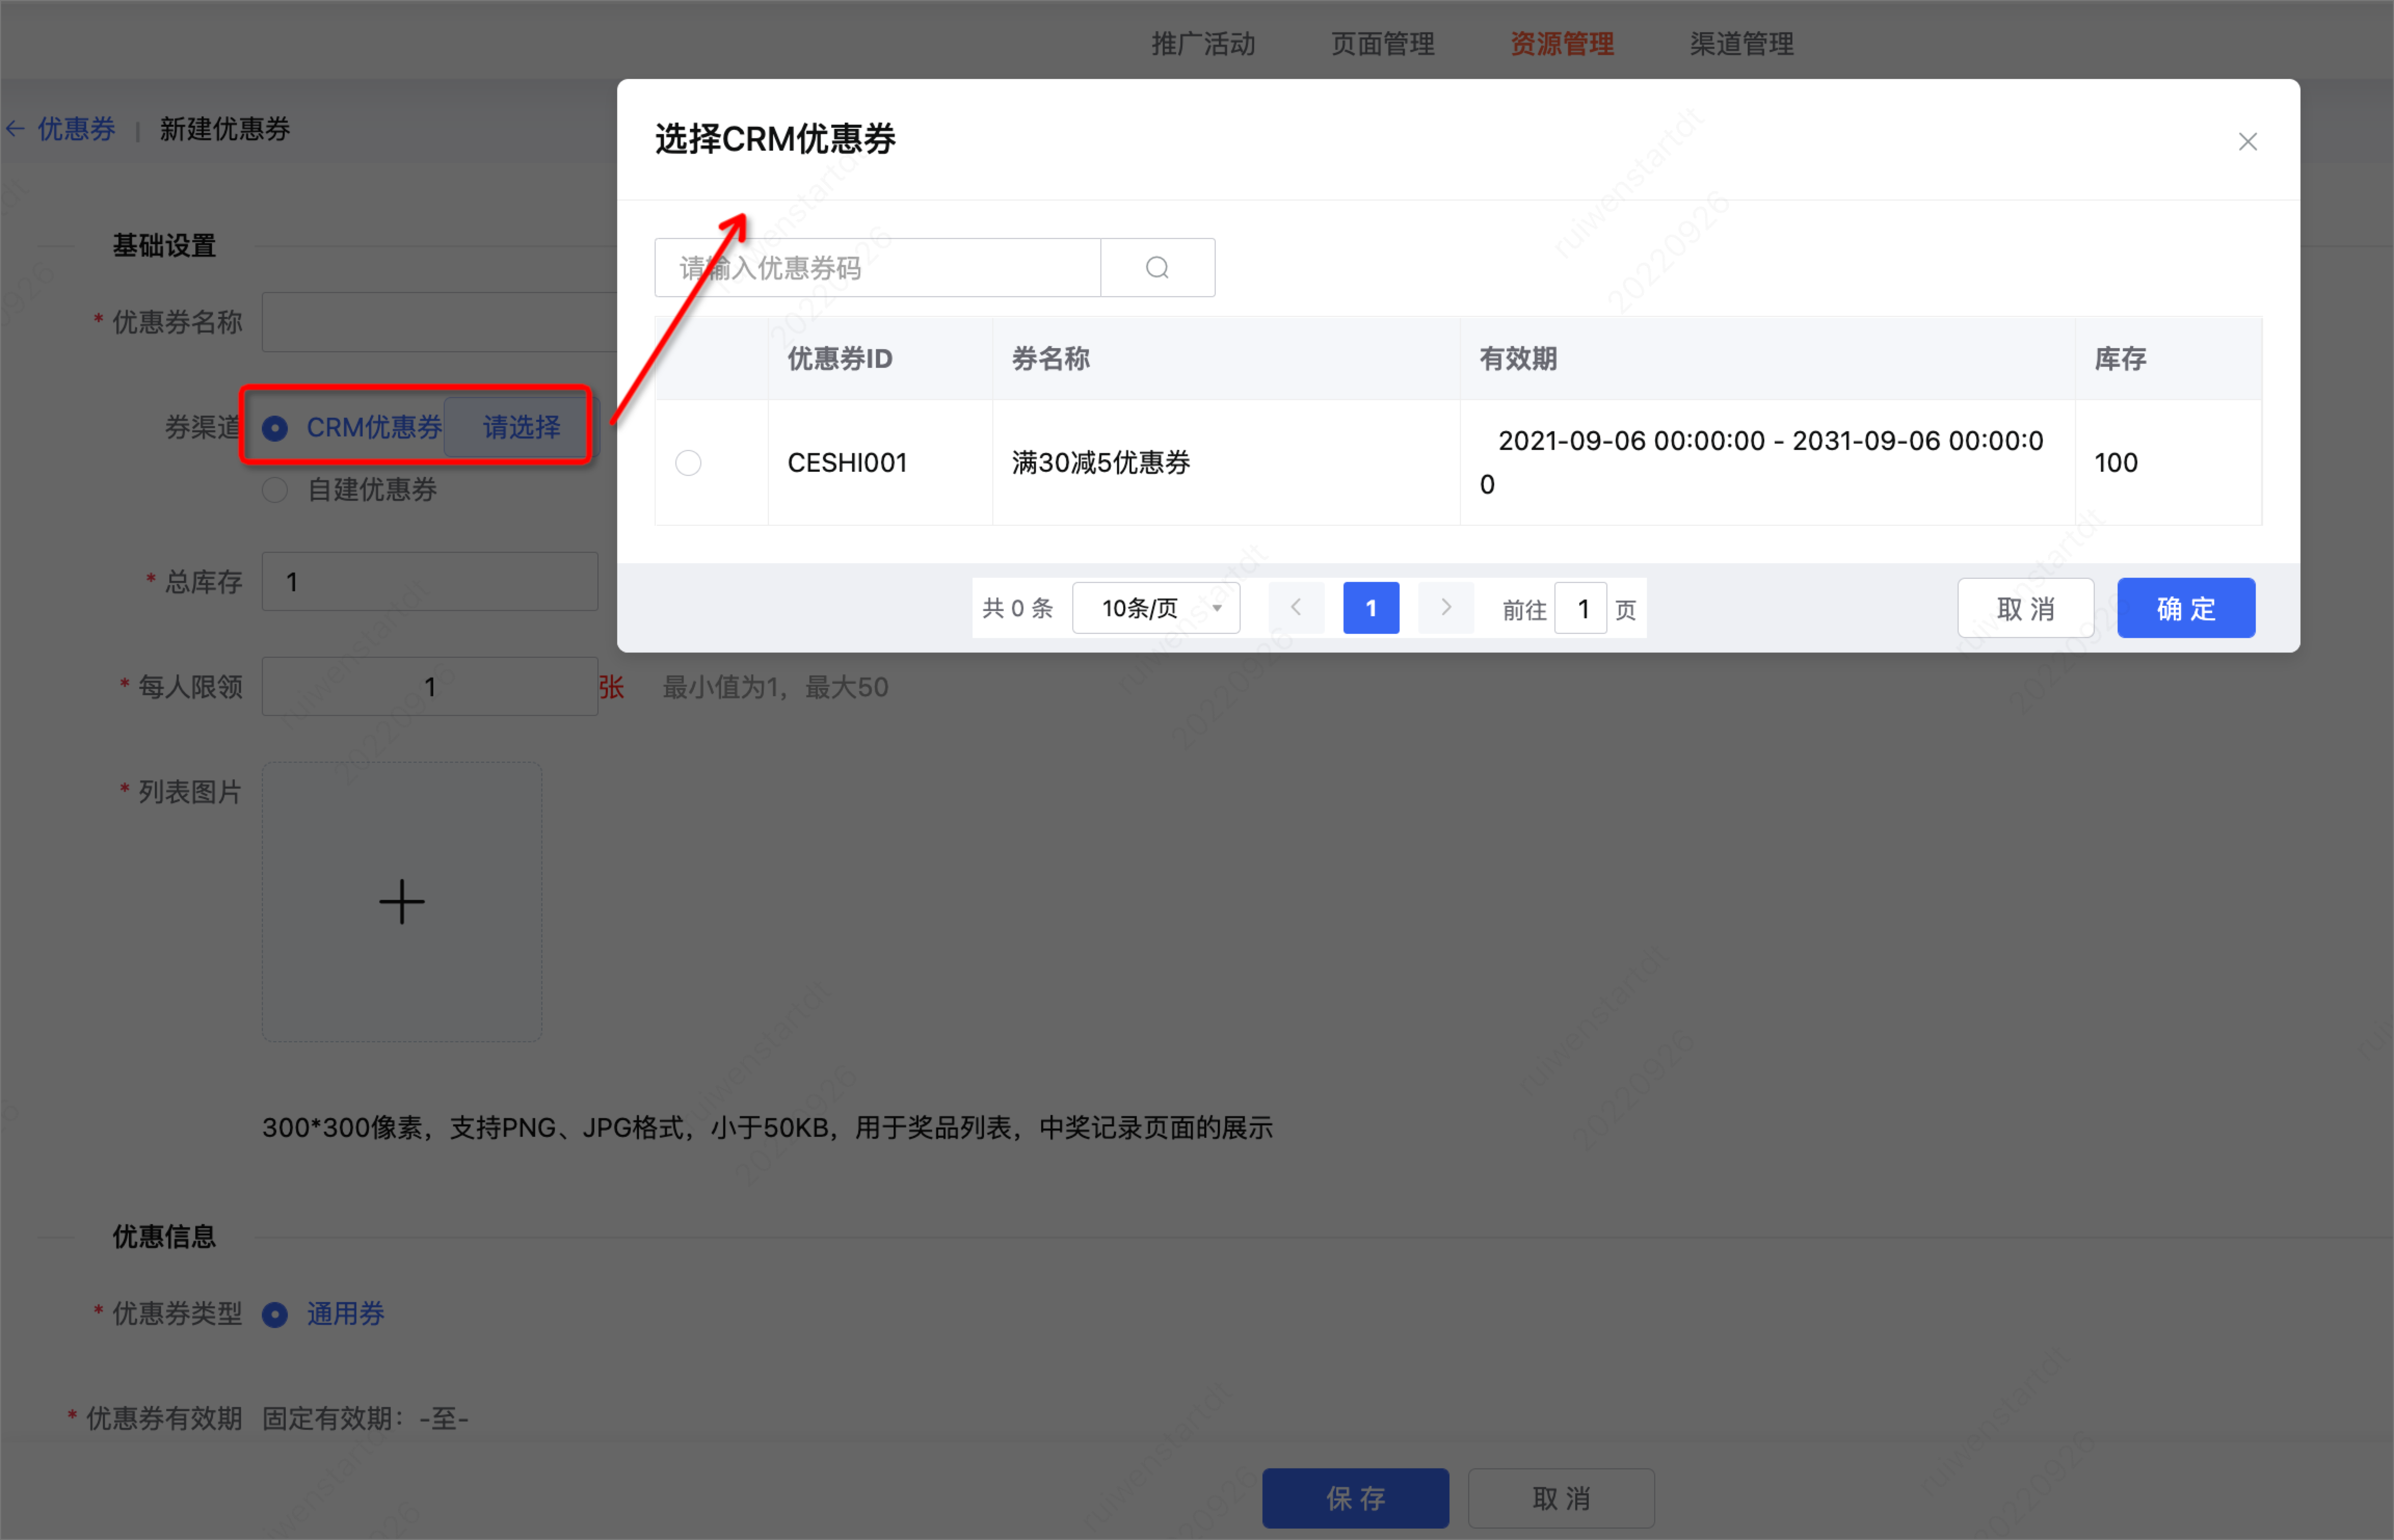 推广活动 页面管理 资源管理 渠道管理
← 优惠券 | 新建优惠券
选择CRM优惠券
基础设置
请输入优惠券码
* 优惠券名称
优惠券ID 券名称 有效期 库存
券渠道 CRM优惠券 请选择
CESHI001 满30减5优惠券 2021-09-06 00:00:00 - 2031-09-06 00:00:0
0
100
自建优惠券
* 总库存 1
共 0 条 10条/页 1 前往 1 页 取 消 确 定
* 每人限领 1 张 最小值为1，最大50
* 列表图片
300*300像素，支持PNG、JPG格式，小于50KB，用于奖品列表，中奖记录页面的展示
优惠信息
* 优惠券类型 通用券
* 优惠券有效期 固定有效期：-至-
保 存 取 消
ruiwenstartdt
20220926